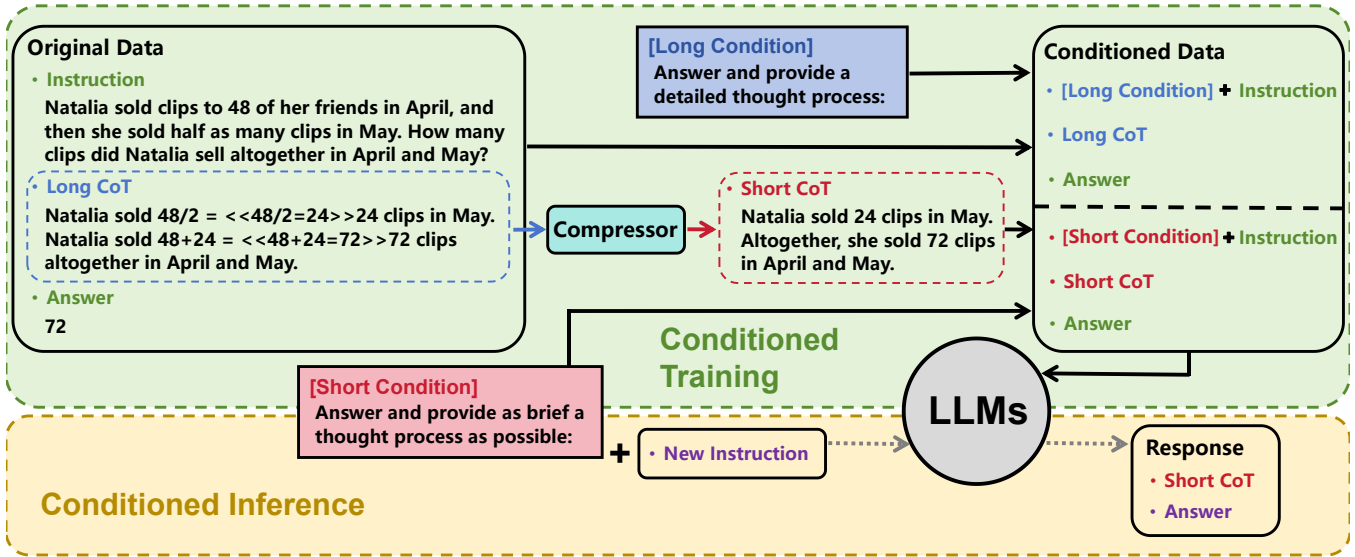 Original Data
• Instruction
Natalia sold clips to 48 of her friends in April, and
then she sold half as many clips in May. How many
clips did Natalia sell altogether in April and May?
• Long CoT
Natalia sold 48/2 = <<48/2=24>>24 clips in May.
Natalia sold 48+24 = <<48+24=72>>72 clips
altogether in April and May.
• Answer
72
[Long Condition]
Answer and provide a
detailed thought process:
Compressor
• Short CoT
Natalia sold 24 clips in May.
Altogether, she sold 72 clips
in April and May.
Conditioned Data
• [Long Condition] + Instruction
• Long CoT
• Answer
• [Short Condition] + Instruction
• Short CoT
• Answer
Conditioned
Training
[Short Condition]
Answer and provide as brief a
thought process as possible:
+
• New Instruction
LLMs
Response
• Short CoT
• Answer
Conditioned Inference